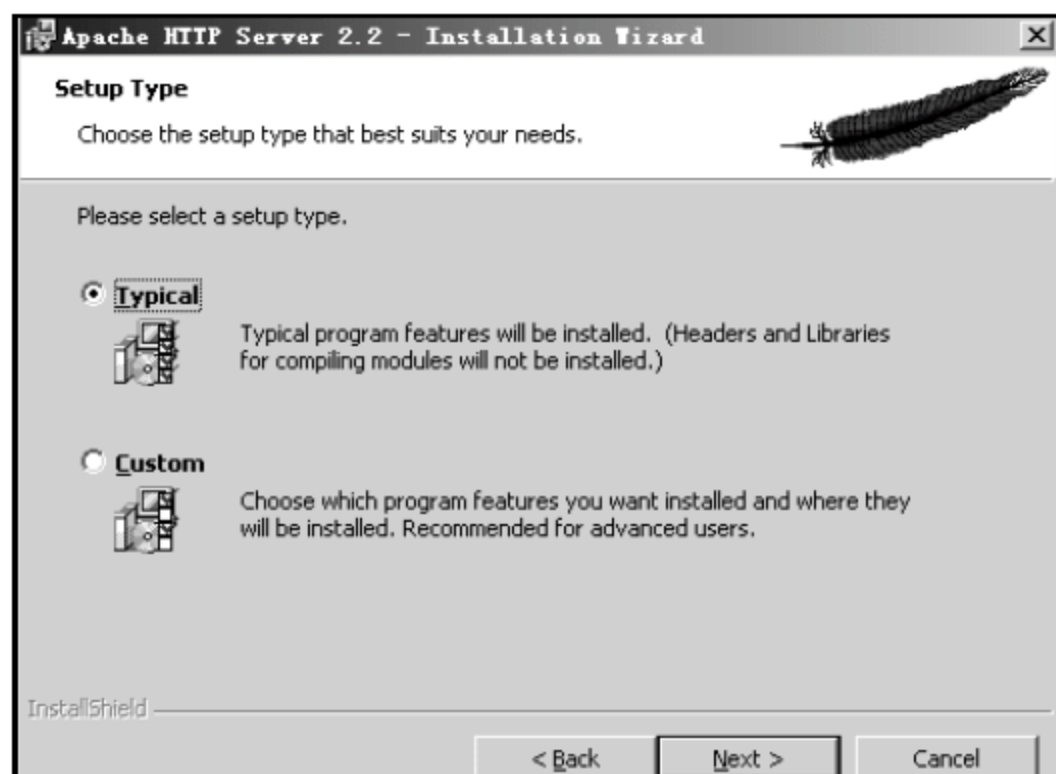 Apache HTTP Server 2.2 - Installation Wizard
Setup Type
Choose the setup type that best suits your needs.
Please select a setup type.
Typical
Typical program features will be installed. (Headers and Libraries
for compiling modules will not be installed.)
Custom
Choose which program features you want installed and where they
will be installed. Recommended for advanced users.
InstallShield
< Back Next > Cancel